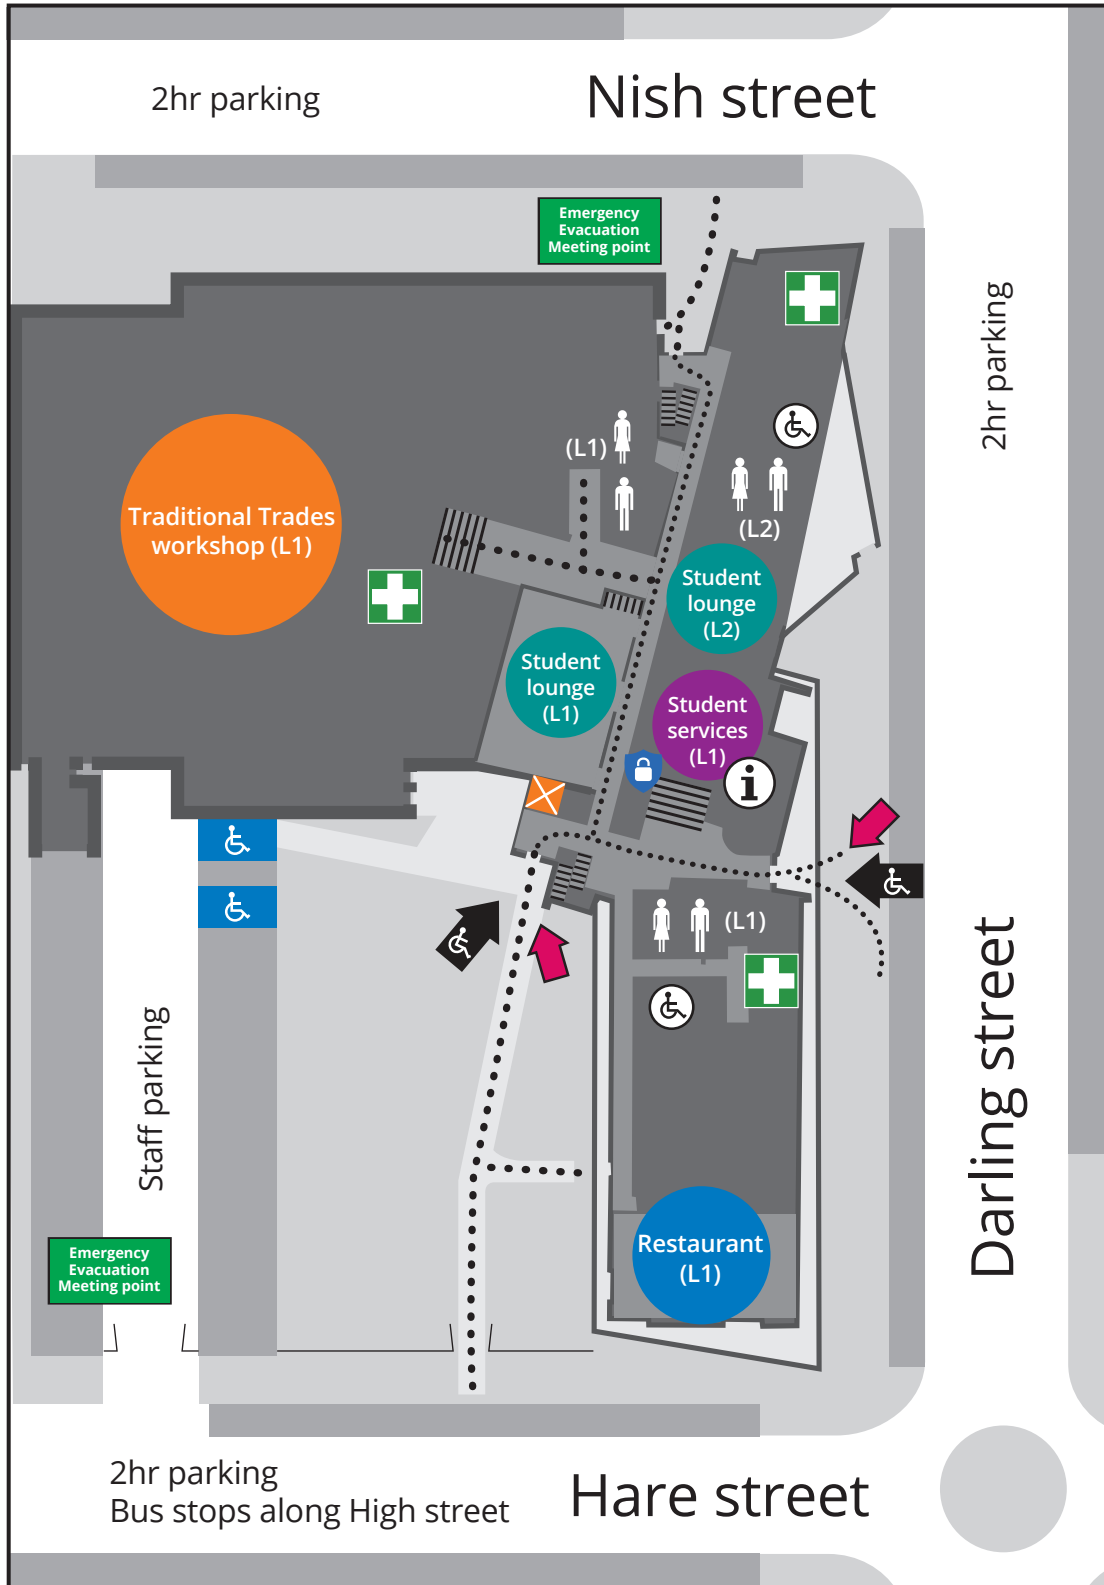 Nish street
2hr parking
Emergency
Evacuation
Meeting point
2hr parking
(L1)
Traditional Trades
workshop (L1)
(L2)
Student
lounge
(L2)
Student
lounge
(L1)
Student
services
(L1)
i
(L1)
Darling street
Staff parking
Restaurant
(L1)
Emergency
Evacuation
Meeting point
2hr parking
Bus stops along High street
Hare street